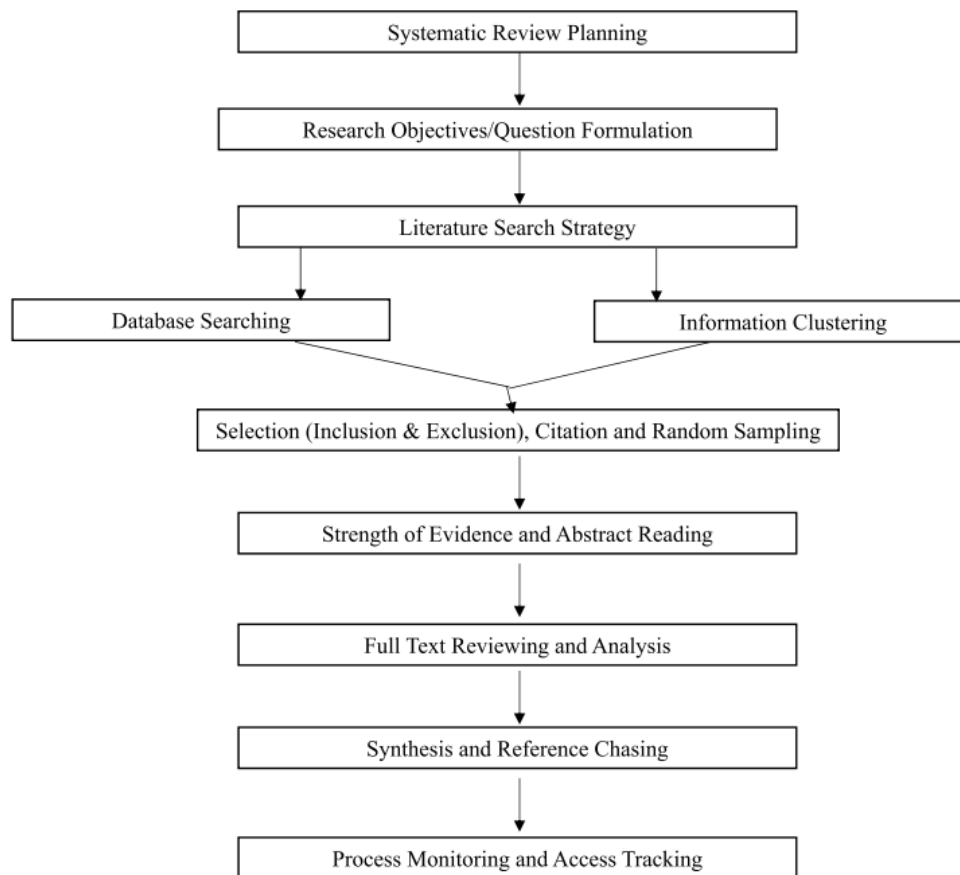 Systematic Review Planning
Research Objectives/Question Formulation
Literature Search Strategy
Database Searching
Information Clustering
Selection (Inclusion & Exclusion), Citation and Random Sampling
Strength of Evidence and Abstract Reading
Full Text Reviewing and Analysis
Synthesis and Reference Chasing
Process Monitoring and Access Tracking